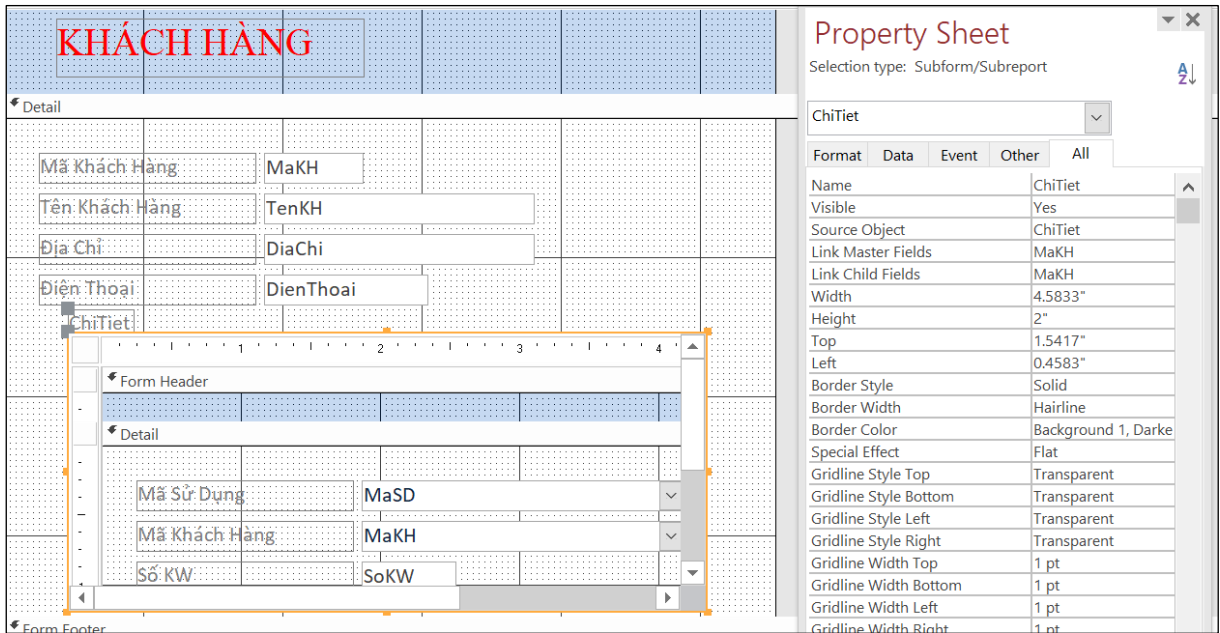 KHÁCH HÀNG
Detail
Mã Khách Hàng MaKH
Tên Khách Hàng TenKH
Địa Chỉ DiaChi
Điện Thoại DienThoai
ChiTiet
1 2 3 4
Form Header
Detail
Mã Sử Dụng MaSD
Mã Khách Hàng MaKH
Số KW SoKW
1
Form Footer
Property Sheet
Selection type: Subform/Subreport
A
Z
ChiTiet
Format Data Event Other All
Name ChiTiet
Visible Yes
Source Object ChiTiet
Link Master Fields MaKH
Link Child Fields MaKH
Width 4.5833"
Height 2"
Top 1.5417"
Left 0.4583"
Border Style Solid
Border Width Hairline
Border Color Background 1, Darke
Special Effect Flat
Gridline Style Top Transparent
Gridline Style Bottom Transparent
Gridline Style Left Transparent
Gridline Style Right Transparent
Gridline Width Top 1 pt
Gridline Width Bottom 1 pt
Gridline Width Left 1 pt
Gridline Width Right 1 pt